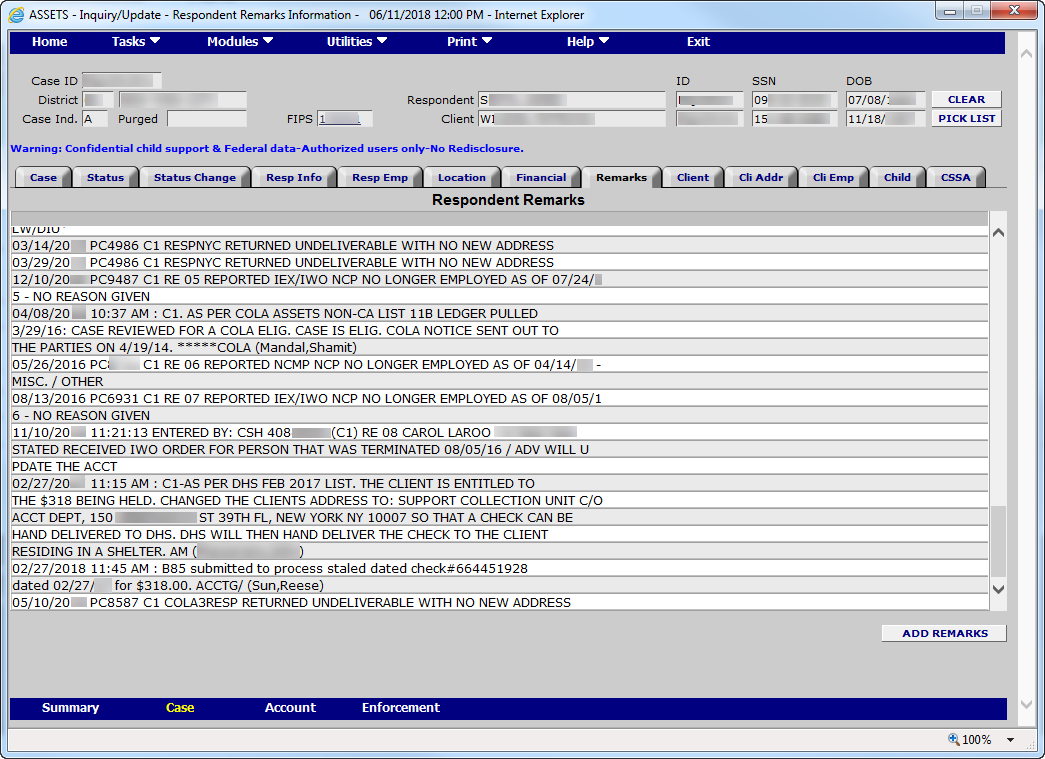 ASSETS - Inquiry/Update - Respondent Remarks Information - 06/11/2018 12:00 PM - Internet Explorer
Home Tasks Modules Utilities Print Help Exit
Case ID ID SSN DOB
District Respondent S 09 07/08/1 CLEAR
Case Ind. A Purged FIPS 1 Client WI 15 11/18/ PICK LIST
Warning: Confidential child support & Federal data-Authorized users only-No Redisclosure.
Case Status Status Change Resp Info Resp Emp Location Financial Remarks Client Cli Addr Cli Emp Child CSSA
Respondent Remarks
LW/DIU
03/14/20 PC4986 C1 RESPNYC RETURNED UNDELIVERABLE WITH NO NEW ADDRESS
03/29/20 PC4986 C1 RESPNYC RETURNED UNDELIVERABLE WITH NO NEW ADDRESS
12/10/20 PC9487 C1 RE 05 REPORTED IEX/IWO NCP NO LONGER EMPLOYED AS OF 07/24/
5 - NO REASON GIVEN
04/08/20 10:37 AM : C1. AS PER COLA ASSETS NON-CA LIST 11B LEDGER PULLED
3/29/16: CASE REVIEWED FOR A COLA ELIG. CASE IS ELIG. COLA NOTICE SENT OUT TO
THE PARTIES ON 4/19/14. *****COLA (Mandal,Shamit)
05/26/2016 PC C1 RE 06 REPORTED NCMP NCP NO LONGER EMPLOYED AS OF 04/14/ -
MISC. / OTHER
08/13/2016 PC6931 C1 RE 07 REPORTED IEX/IWO NCP NO LONGER EMPLOYED AS OF 08/05/1
6 - NO REASON GIVEN
11/10/20 11:21:13 ENTERED BY: CSH 408 (C1) RE 08 CAROL LAROO
STATED RECEIVED IWO ORDER FOR PERSON THAT WAS TERMINATED 08/05/16 / ADV WILL U
PDATE THE ACCT
02/27/20 11:15 AM : C1-AS PER DHS FEB 2017 LIST. THE CLIENT IS ENTITLED TO
THE $318 BEING HELD. CHANGED THE CLIENTS ADDRESS TO: SUPPORT COLLECTION UNIT C/O
ACCT DEPT, 150 ST 39TH FL, NEW YORK NY 10007 SO THAT A CHECK CAN BE
HAND DELIVERED TO DHS. DHS WILL THEN HAND DELIVER THE CHECK TO THE CLIENT
RESIDING IN A SHELTER. AM ( )
02/27/2018 11:45 AM : B85 submitted to process staled dated check#664451928
dated 02/27/ for $318.00. ACCTG/ (Sun,Reese)
05/10/20 PC8587 C1 COLA3RESP RETURNED UNDELIVERABLE WITH NO NEW ADDRESS
ADD REMARKS
Summary Case Account Enforcement
100%